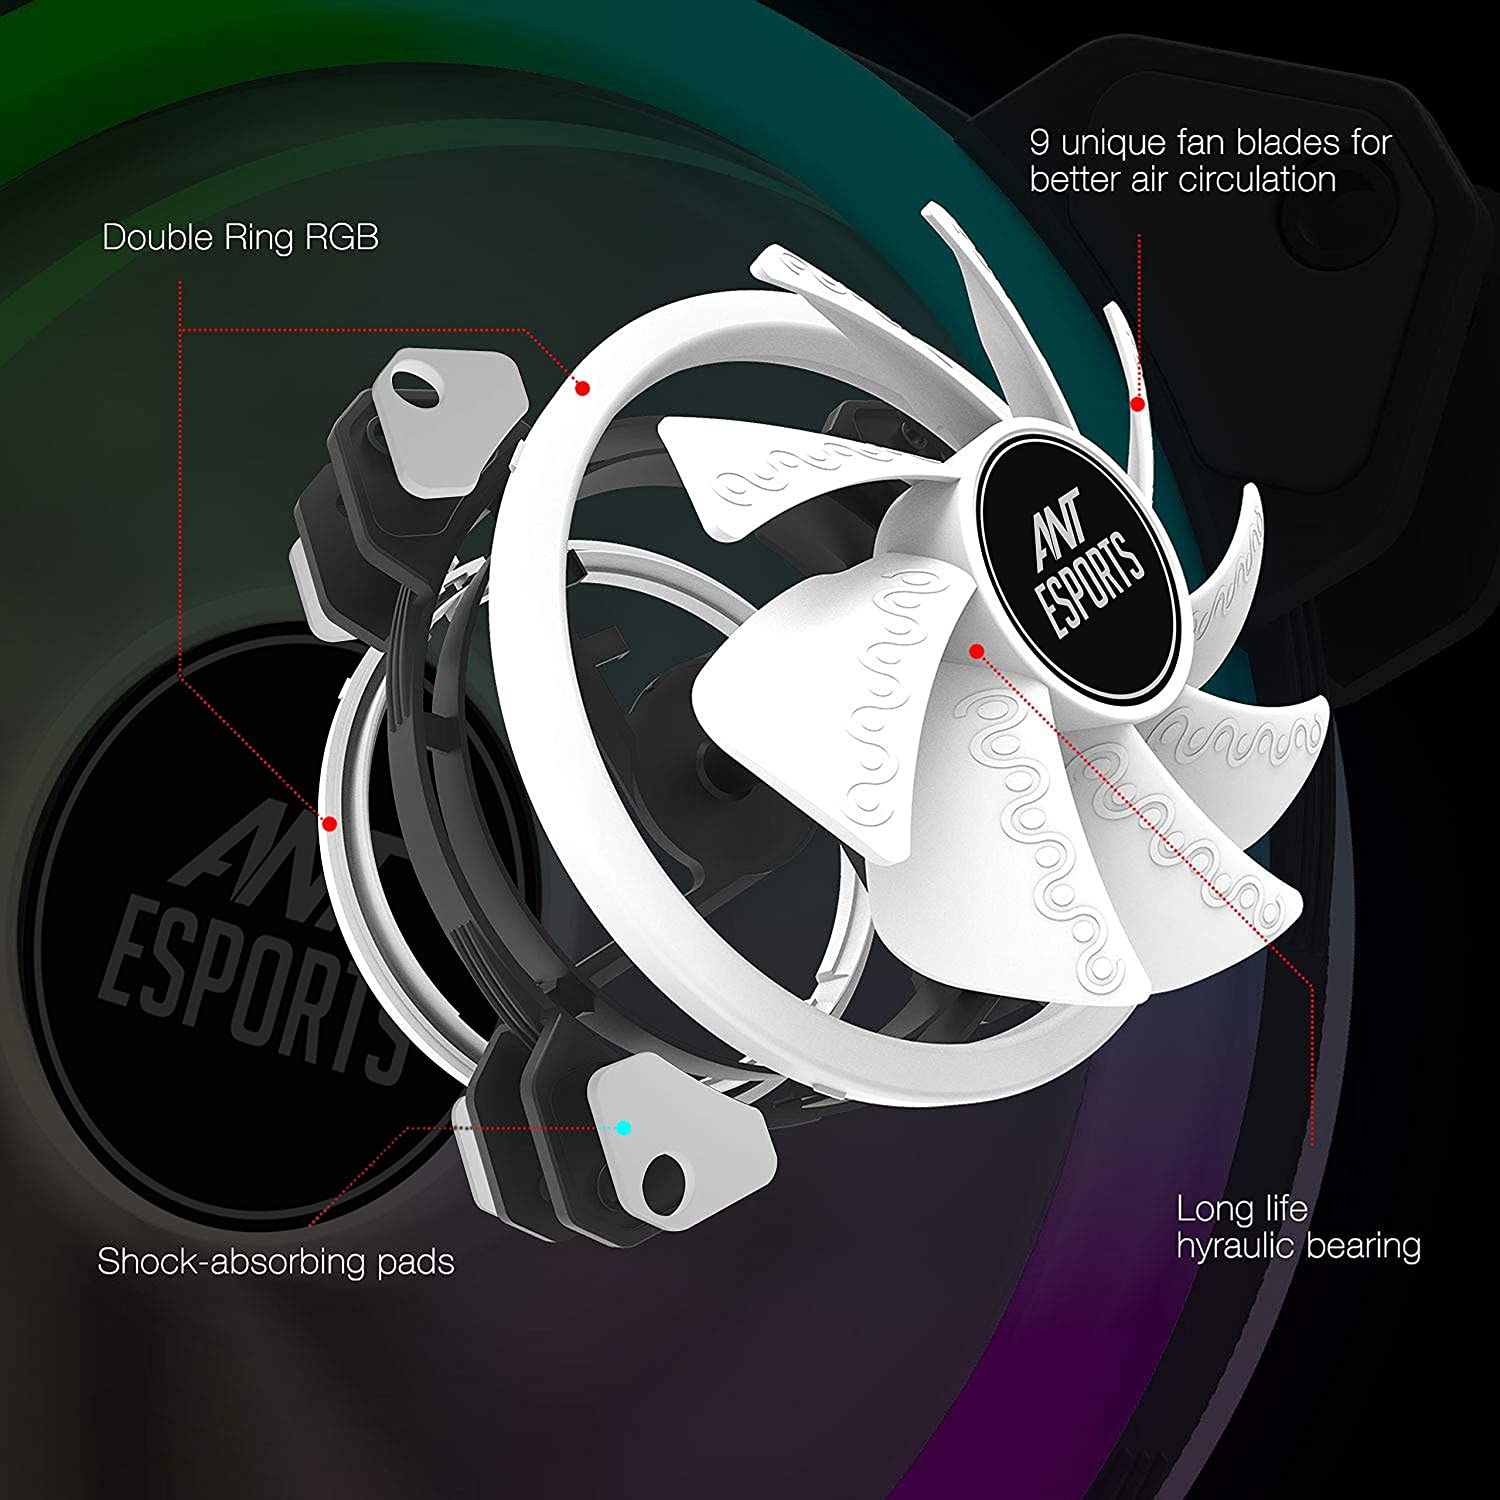 9 unique fan blades for
better air circulation
Double Ring RGB
ANT
ESPORTS
ANT
ESPORTS
Long life
hyraulic bearing
Shock-absorbing pads